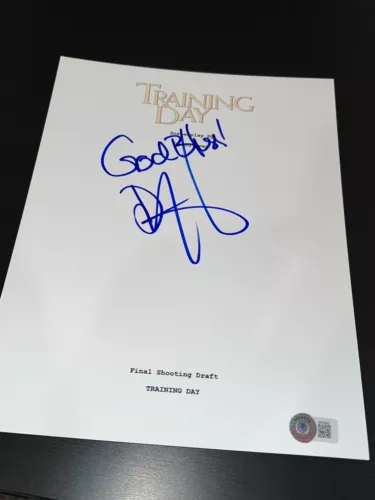 TRAINING
DAY
God Bless!
Final Shooting Draft
TRAINING DAY